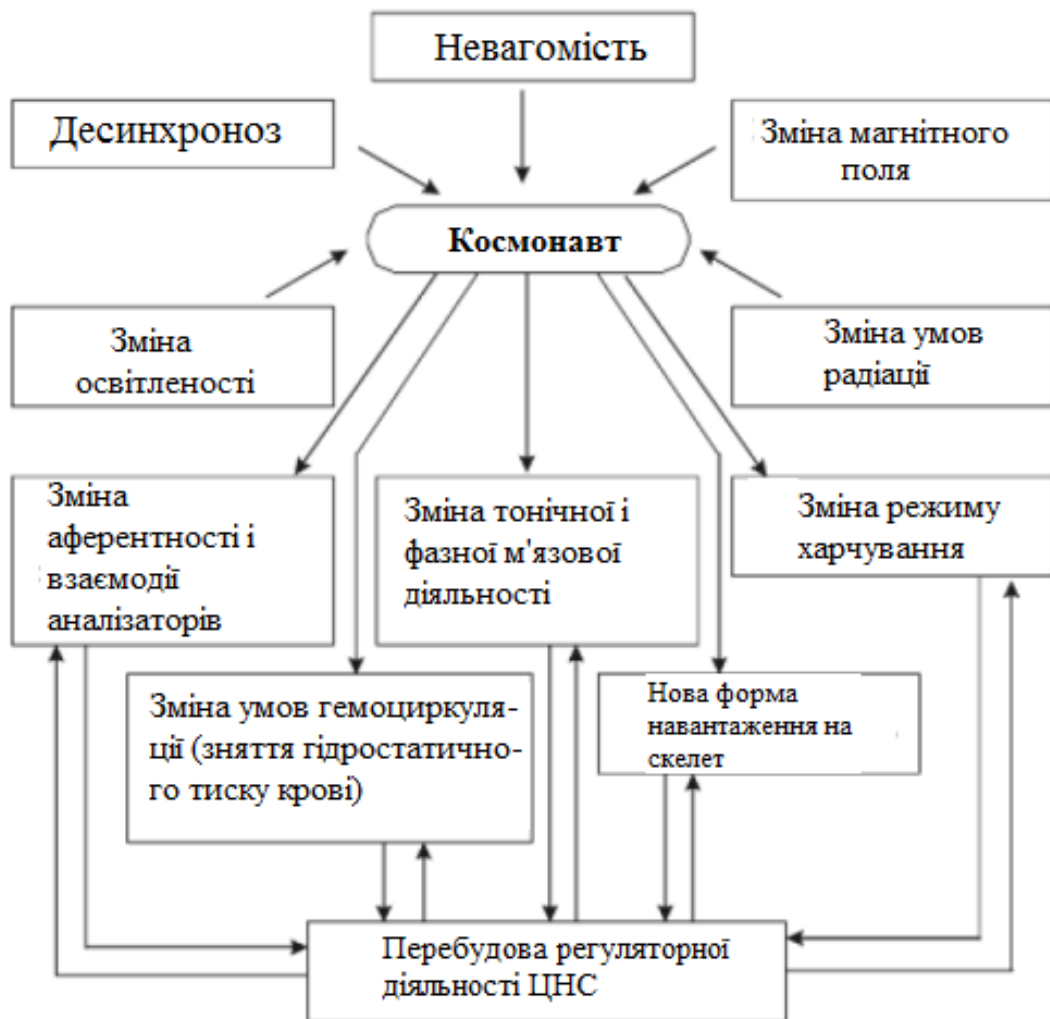 Невагомість
Десинхроноз
Зміна магнітного
поля
Космонавт
Зміна
освітленості
Зміна умов
радіації
Зміна
аферентності і
взаємодії
аналізаторів
Зміна тонічної і
фазної м'язової
діяльності
Зміна режиму
харчування
Зміна умов гемоциркуля-
ції (зняття гідростатично-
го тиску крові)
Нова форма
навантаження на
скелет
Перебудова регуляторної
діяльності ЦНС